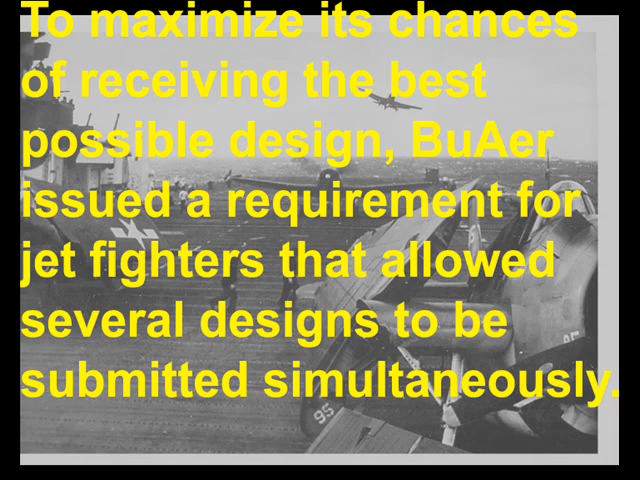 To maximize its chances
of receiving the best
possible design, BuAer
issued a requirement for
jet fighters that allowed
several designs to be
submitted simultaneously.
95